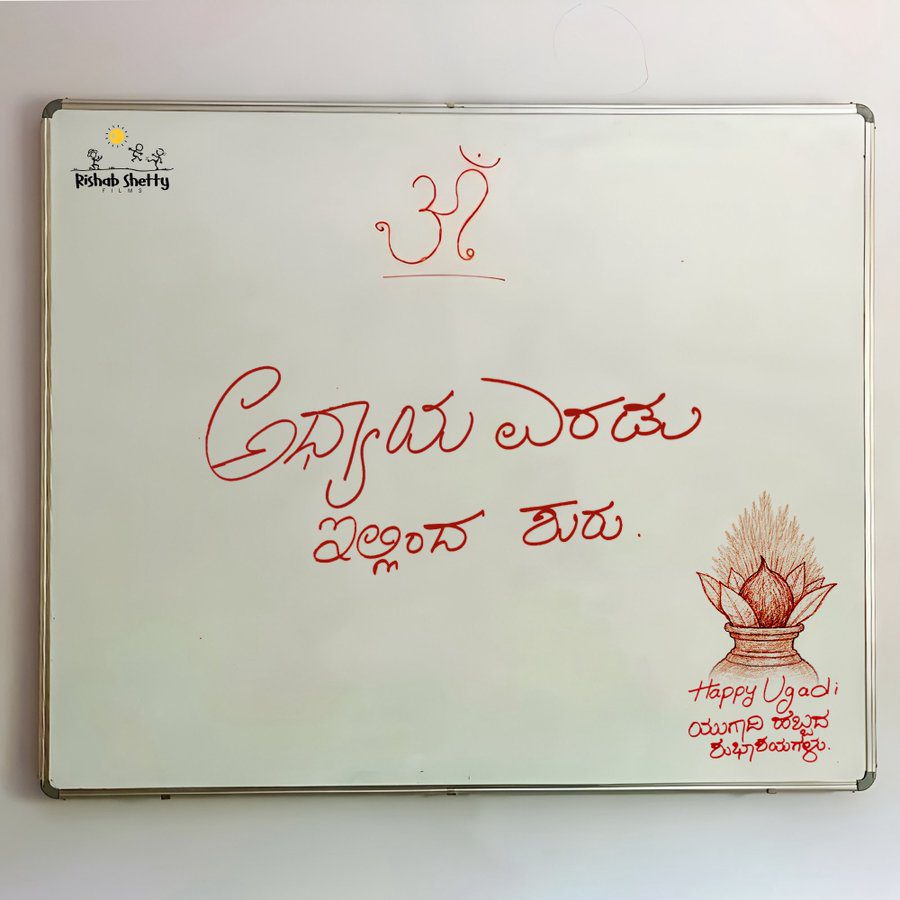 Rishab Shetty
FILMS
ॐ
ಅಧ್ಯಾಯ ಎರಡು
ಇಲ್ಲಿಂದ ಶುರು.
Happy Ugadi
ಯುಗಾದಿ ಹಬ್ಬದ
ಶುಭಾಶಯಗಳು.